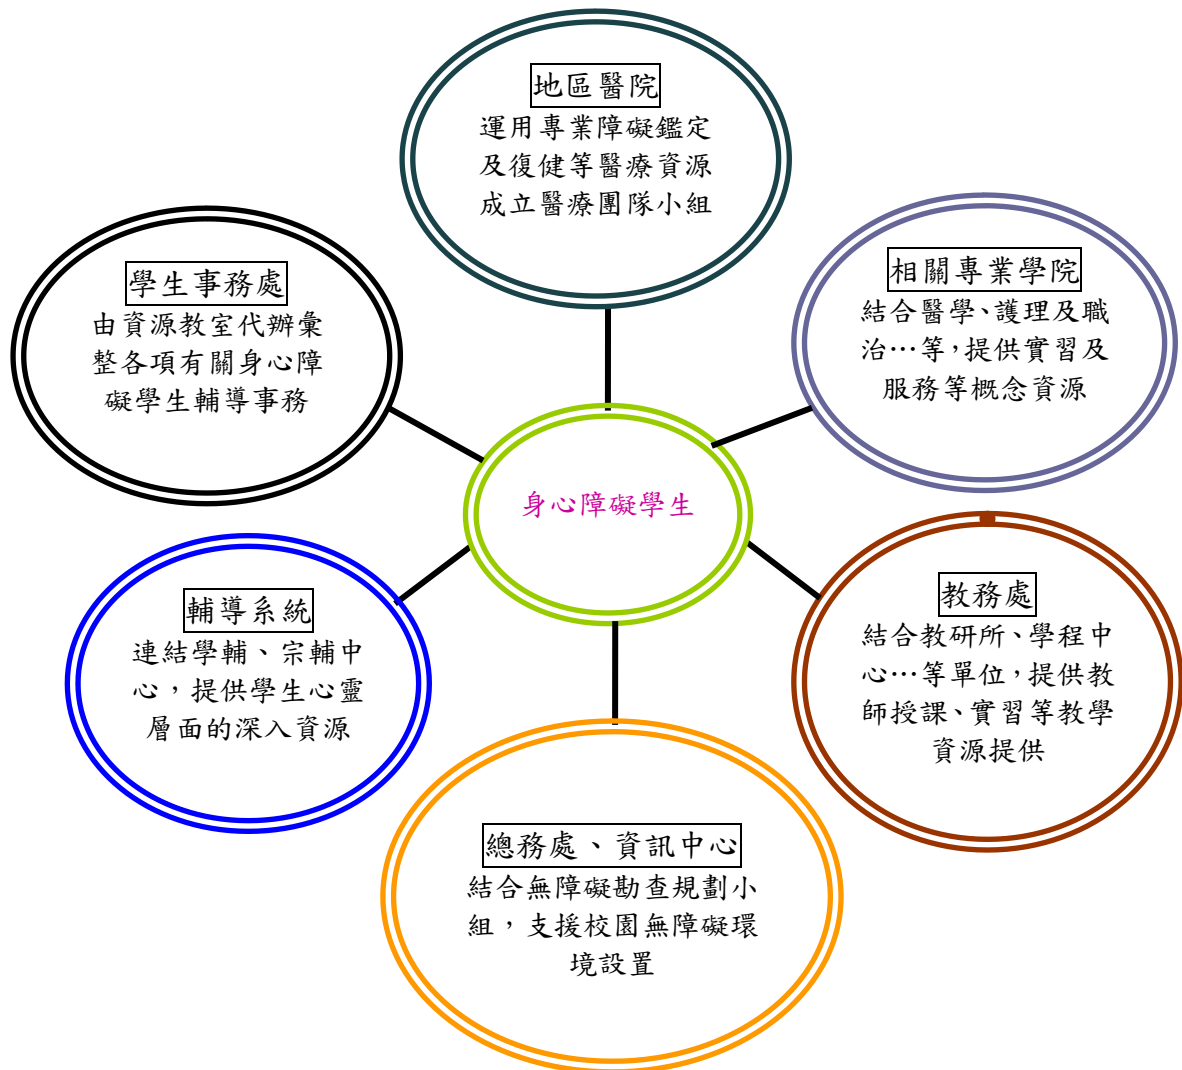 地區醫院
運用專業障礙鑑定
及復健等醫療資源
成立醫療團隊小組
學生事務處
由資源教室代辦彙
整各項有關身心障
礙學生輔導事務
相關專業學院
結合醫學、護理及職
治…等，提供實習及
服務等概念資源
身心障礙學生
輔導系統
連結學輔、宗輔中
心，提供學生心靈
層面的深入資源
教務處
結合教研所、學程中
心…等單位，提供教
師授課、實習等教學
資源提供
總務處、資訊中心
結合無障礙勘查規劃小
組，支援校園無障礙環
境設置